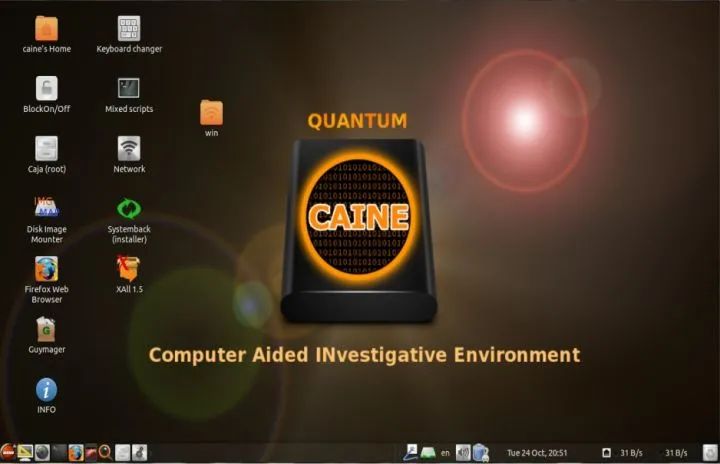 caine's Home
Keyboard changer
BlockOn/Off
Mixed scripts
win
Caja (root)
Network
Disk Image
Mounter
Systemback
(installer)
Firefox Web
Browser
XAll 1.5
Guymager
INFO
QUANTUM
CAINE
Computer Aided INvestigative Environment
en
Tue 24 Oct, 20:51
31 B/s
31 B/s